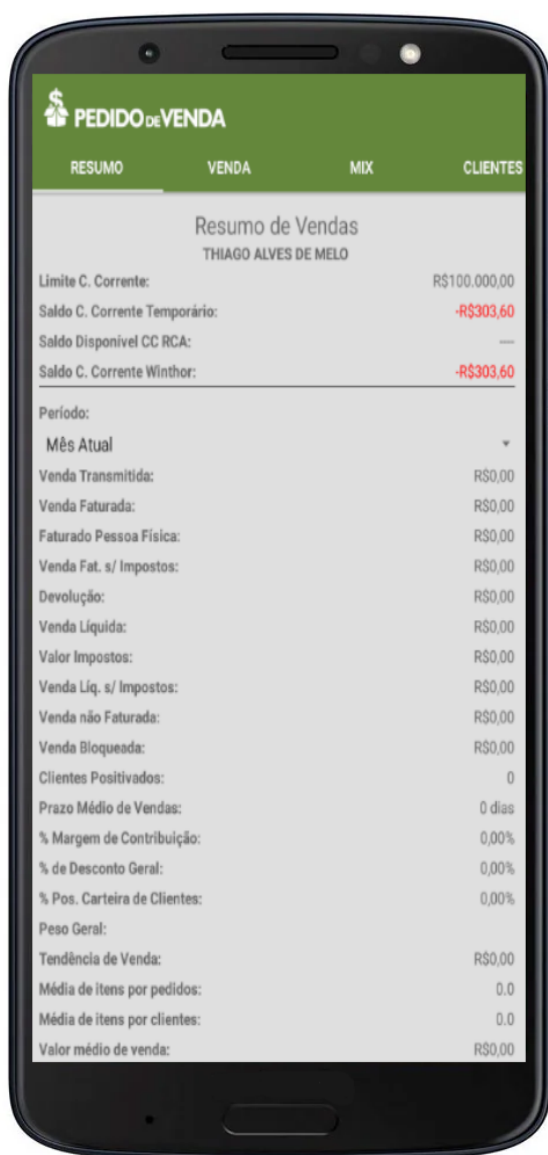 PEDIDO DE VENDA
RESUMO VENDA MIX CLIENTES
Resumo de Vendas
THIAGO ALVES DE MELO
Limite C. Corrente: R$100.000,00
Saldo C. Corrente Temporário: -R$303,60
Saldo Disponível CC RCA: ---
Saldo C. Corrente Winthor: -R$303,60
Período:
Mês Atual
Venda Transmitida: R$0,00
Venda Faturada: R$0,00
Faturado Pessoa Física: R$0,00
Venda Fat. s/ Impostos: R$0,00
Devolução: R$0,00
Venda Líquida: R$0,00
Valor Impostos: R$0,00
Venda Líq. s/ Impostos: R$0,00
Venda não Faturada: R$0,00
Venda Bloqueada: R$0,00
Clientes Positivados: 0
Prazo Médio de Vendas: 0 dias
% Margem de Contribuição: 0,00%
% de Desconto Geral: 0,00%
% Pos. Carteira de Clientes: 0,00%
Peso Geral:
Tendência de Venda: R$0,00
Média de itens por pedidos: 0.0
Média de itens por clientes: 0.0
Valor médio de venda: R$0,00